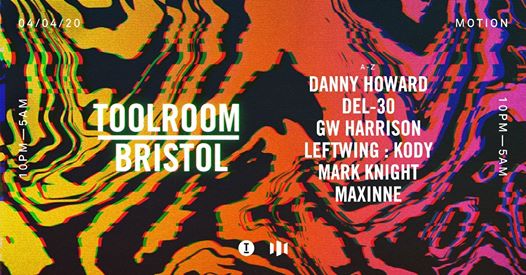 04/04/20
MOTION
10PM—5AM
TOOLROOM
BRISTOL
A-Z
DANNY HOWARD
DEL-30
GW HARRISON
LEFTWING : KODY
MARK KNIGHT
MAXINNE
10PM—5AM